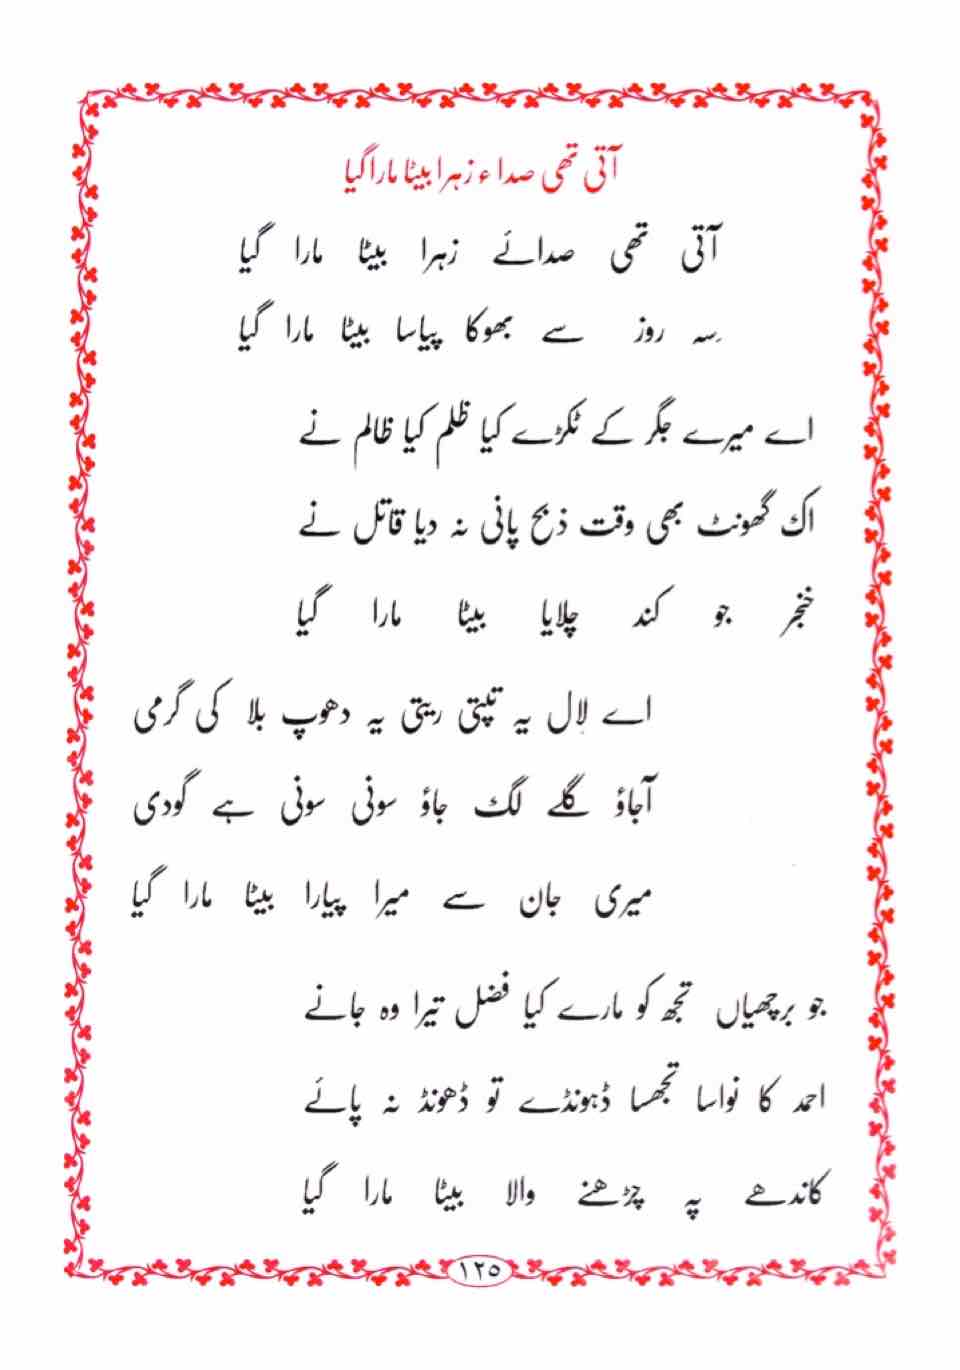 آتی تھی صداء زہرا بیٹا مارا گیا
آتی تھی صدائے زہرا بیٹا مارا گیا
سہ روز سے بھوکا پیاسا بیٹا مارا گیا
اے میرے جگر کے ٹکڑے کیا ظلم کیا ظالم نے
اک گھونٹ بھی وقت ذبح پانی نہ دیا قاتل نے
خنجر جو کند چلایا بیٹا مارا گیا
اے لال یہ تپتی ریتی یہ دھوپ بلا کی گرمی
آجاؤ گلے لگ جاؤ سونی سونی ہے گودی
میری جان سے میرا پیارا بیٹا مارا گیا
جو برچھیاں تجھ کو مارے کیا فضل تیرا وہ جانے
احمد کا نواسا تجھسا ڈہونڈے تو ڈھونڈ نہ پائے
کاندھے پہ چڑھنے والا بیٹا مارا گیا
١٢٥